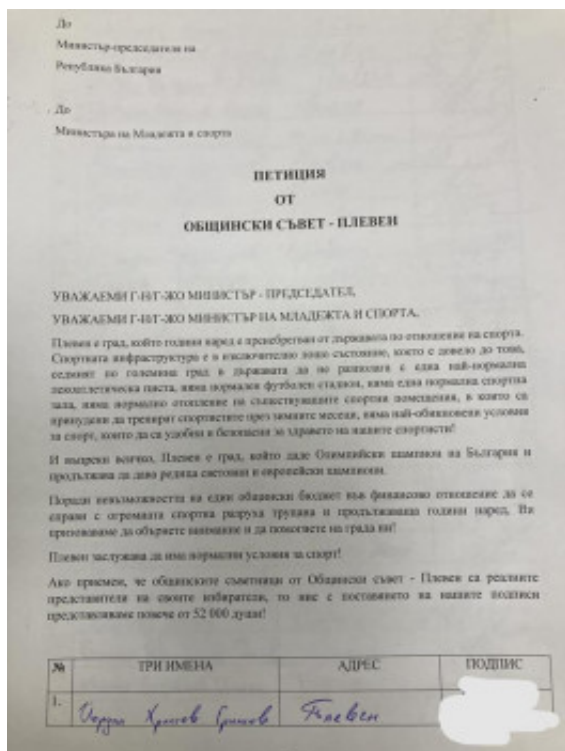 До
Министър-председателя на
Република България
До
Министъра на Младежта и спорта
ПЕТИЦИЯ
ОТ
ОБЩИНСКИ СЪВЕТ - ПЛЕВЕН
УВАЖАЕМИ Г-Н/Г-ЖО МИНИСТЪР - ПРЕДСЕДАТЕЛ,
УВАЖАЕМИ Г-Н/Г-ЖО МИНИСТЪР НА МЛАДЕЖТА И СПОРТА,
Плевен е град, който години наред е пренебрегван от държавата по отношение на спорта.
Спортната инфраструктура е в изключително лошо състояние, което е довело до това,
седмият по големина град в държавата да не разполага с една най-нормална
лекоатлетическа писта, няма нормален футболен стадион, няма една нормална спортна
зала, няма нормално отопление на съществуващите спортни помещения, в които са
принудени да тренират спортистите през зимните месеци, няма най-обикновени условия
за спорт, които да са удобни и безопасни за здравето на нашите спортисти!
И въпреки всичко, Плевен е град, който даде Олимпийски шампион на България и
продължава да дава редица световни и европейски шампиони.
Поради невъзможността на един общински бюджет във финансово отношение да се
справи с огромната спортна разруха трупана и продължаваща години наред, Ви
призоваваме да обърнете внимание и да помогнете на града ни!
Плевен заслужава да има нормални условия за спорт!
Ако приемем, че общинските съветници от Общински съвет - Плевен са реалните
представители на своите избиратели, то ние с поставянето на нашите подписи
представляваме повече от 52 000 души!
№ ТРИ ИМЕНА АДРЕС ПОДПИС
1. Христов Плевен